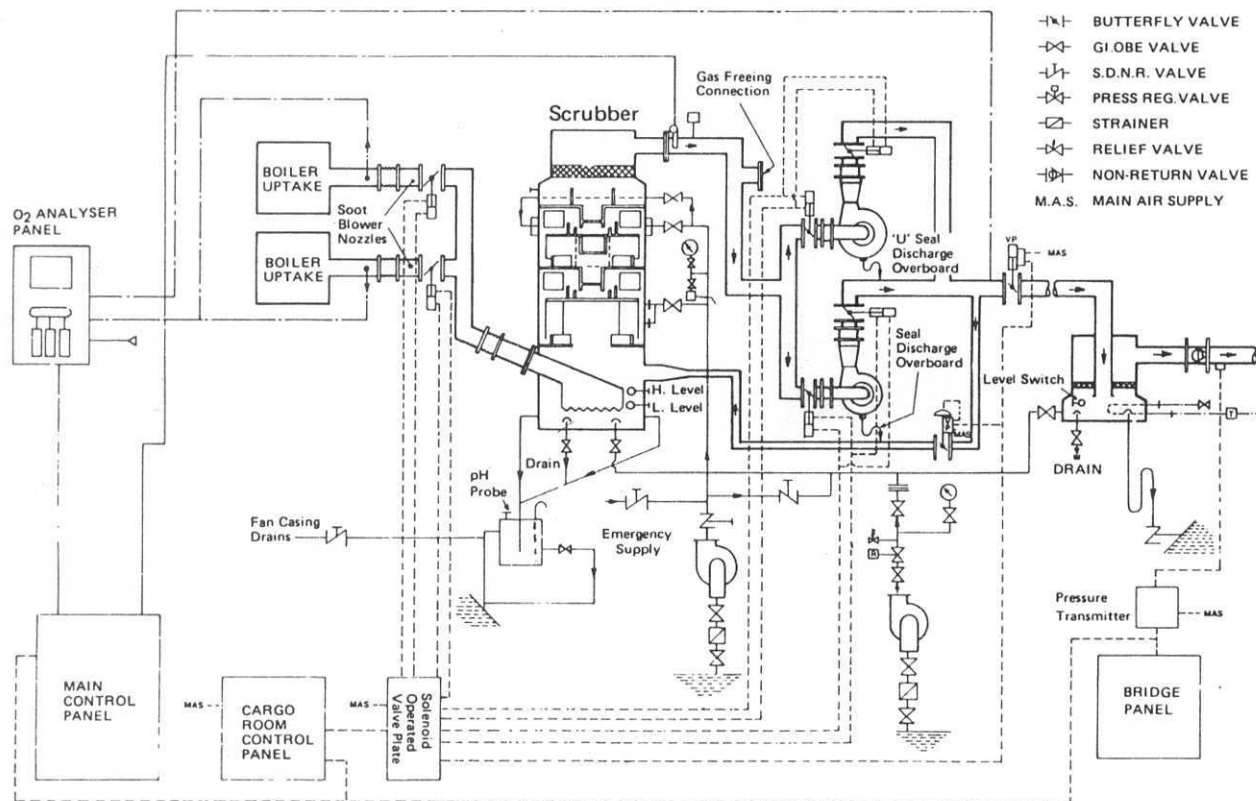 BUTTERFLY VALVE
GLOBE VALVE
S.D.N.R. VALVE
PRESS REG. VALVE
STRAINER
RELIEF VALVE
NON-RETURN VALVE
M.A.S. MAIN AIR SUPPLY
Gas Freeing
Connection
Scrubber
BOILER
UPTAKE
Soot
Blower
Nozzles
BOILER
UPTAKE
O2 ANALYSER
PANEL
'U' Seal
Discharge
Overboard
VP
MAS
Seal
Discharge
Overboard
H. Level
L. Level
Level Switch
MAS
T
DRAIN
Drain
pH
Probe
Fan Casing
Drains
Emergency
Supply
A
Pressure
Transmitter
MAS
MAIN
CONTROL
PANEL
MAS
CARGO
ROOM
CONTROL
PANEL
MAS
Solenoid
Operated
Valve Plate
BRIDGE
PANEL